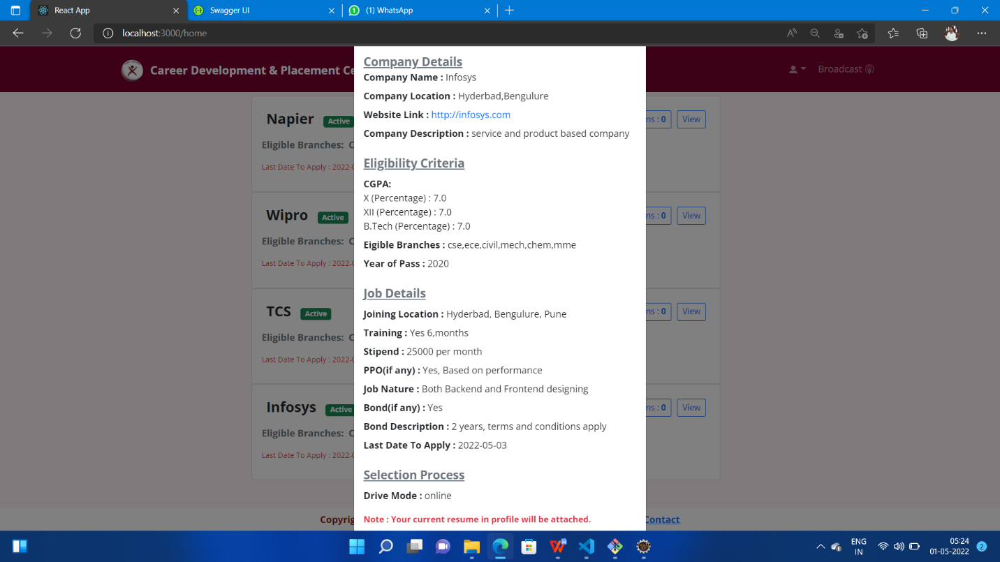 React App
Swagger UI
(1) WhatsApp
localhost:3000/home
Career Development & Placement Ce
Broadcast
Napier Active
ns : 0 View
Eligible Branches: C
Last Date To Apply : 2022-0
Wipro Active
ns : 0 View
Eligible Branches: C
Last Date To Apply : 2022-0
TCS Active
ns : 0 View
Eligible Branches: C
Last Date To Apply : 2022-0
Infosys Active
ns : 0 View
Eligible Branches: C
Last Date To Apply : 2022-0
Company Details
Company Name : Infosys
Company Location : Hyderbad,Bengulure
Website Link : http://infosys.com
Company Description : service and product based company
Eligibility Criteria
CGPA:
X (Percentage) : 7.0
XII (Percentage) : 7.0
B.Tech (Percentage) : 7.0
Eigible Branches : cse,ece,civil,mech,chem,mme
Year of Pass : 2020
Job Details
Joining Location : Hyderbad, Bengulure, Pune
Training : Yes 6,months
Stipend : 25000 per month
PPO(if any) : Yes, Based on performance
Job Nature : Both Backend and Frontend designing
Bond(if any) : Yes
Bond Description : 2 years, terms and conditions apply
Last Date To Apply : 2022-05-03
Selection Process
Drive Mode : online
Note : Your current resume in profile will be attached.
Copyrig
Contact
ENG
IN
05:24
01-05-2022
2